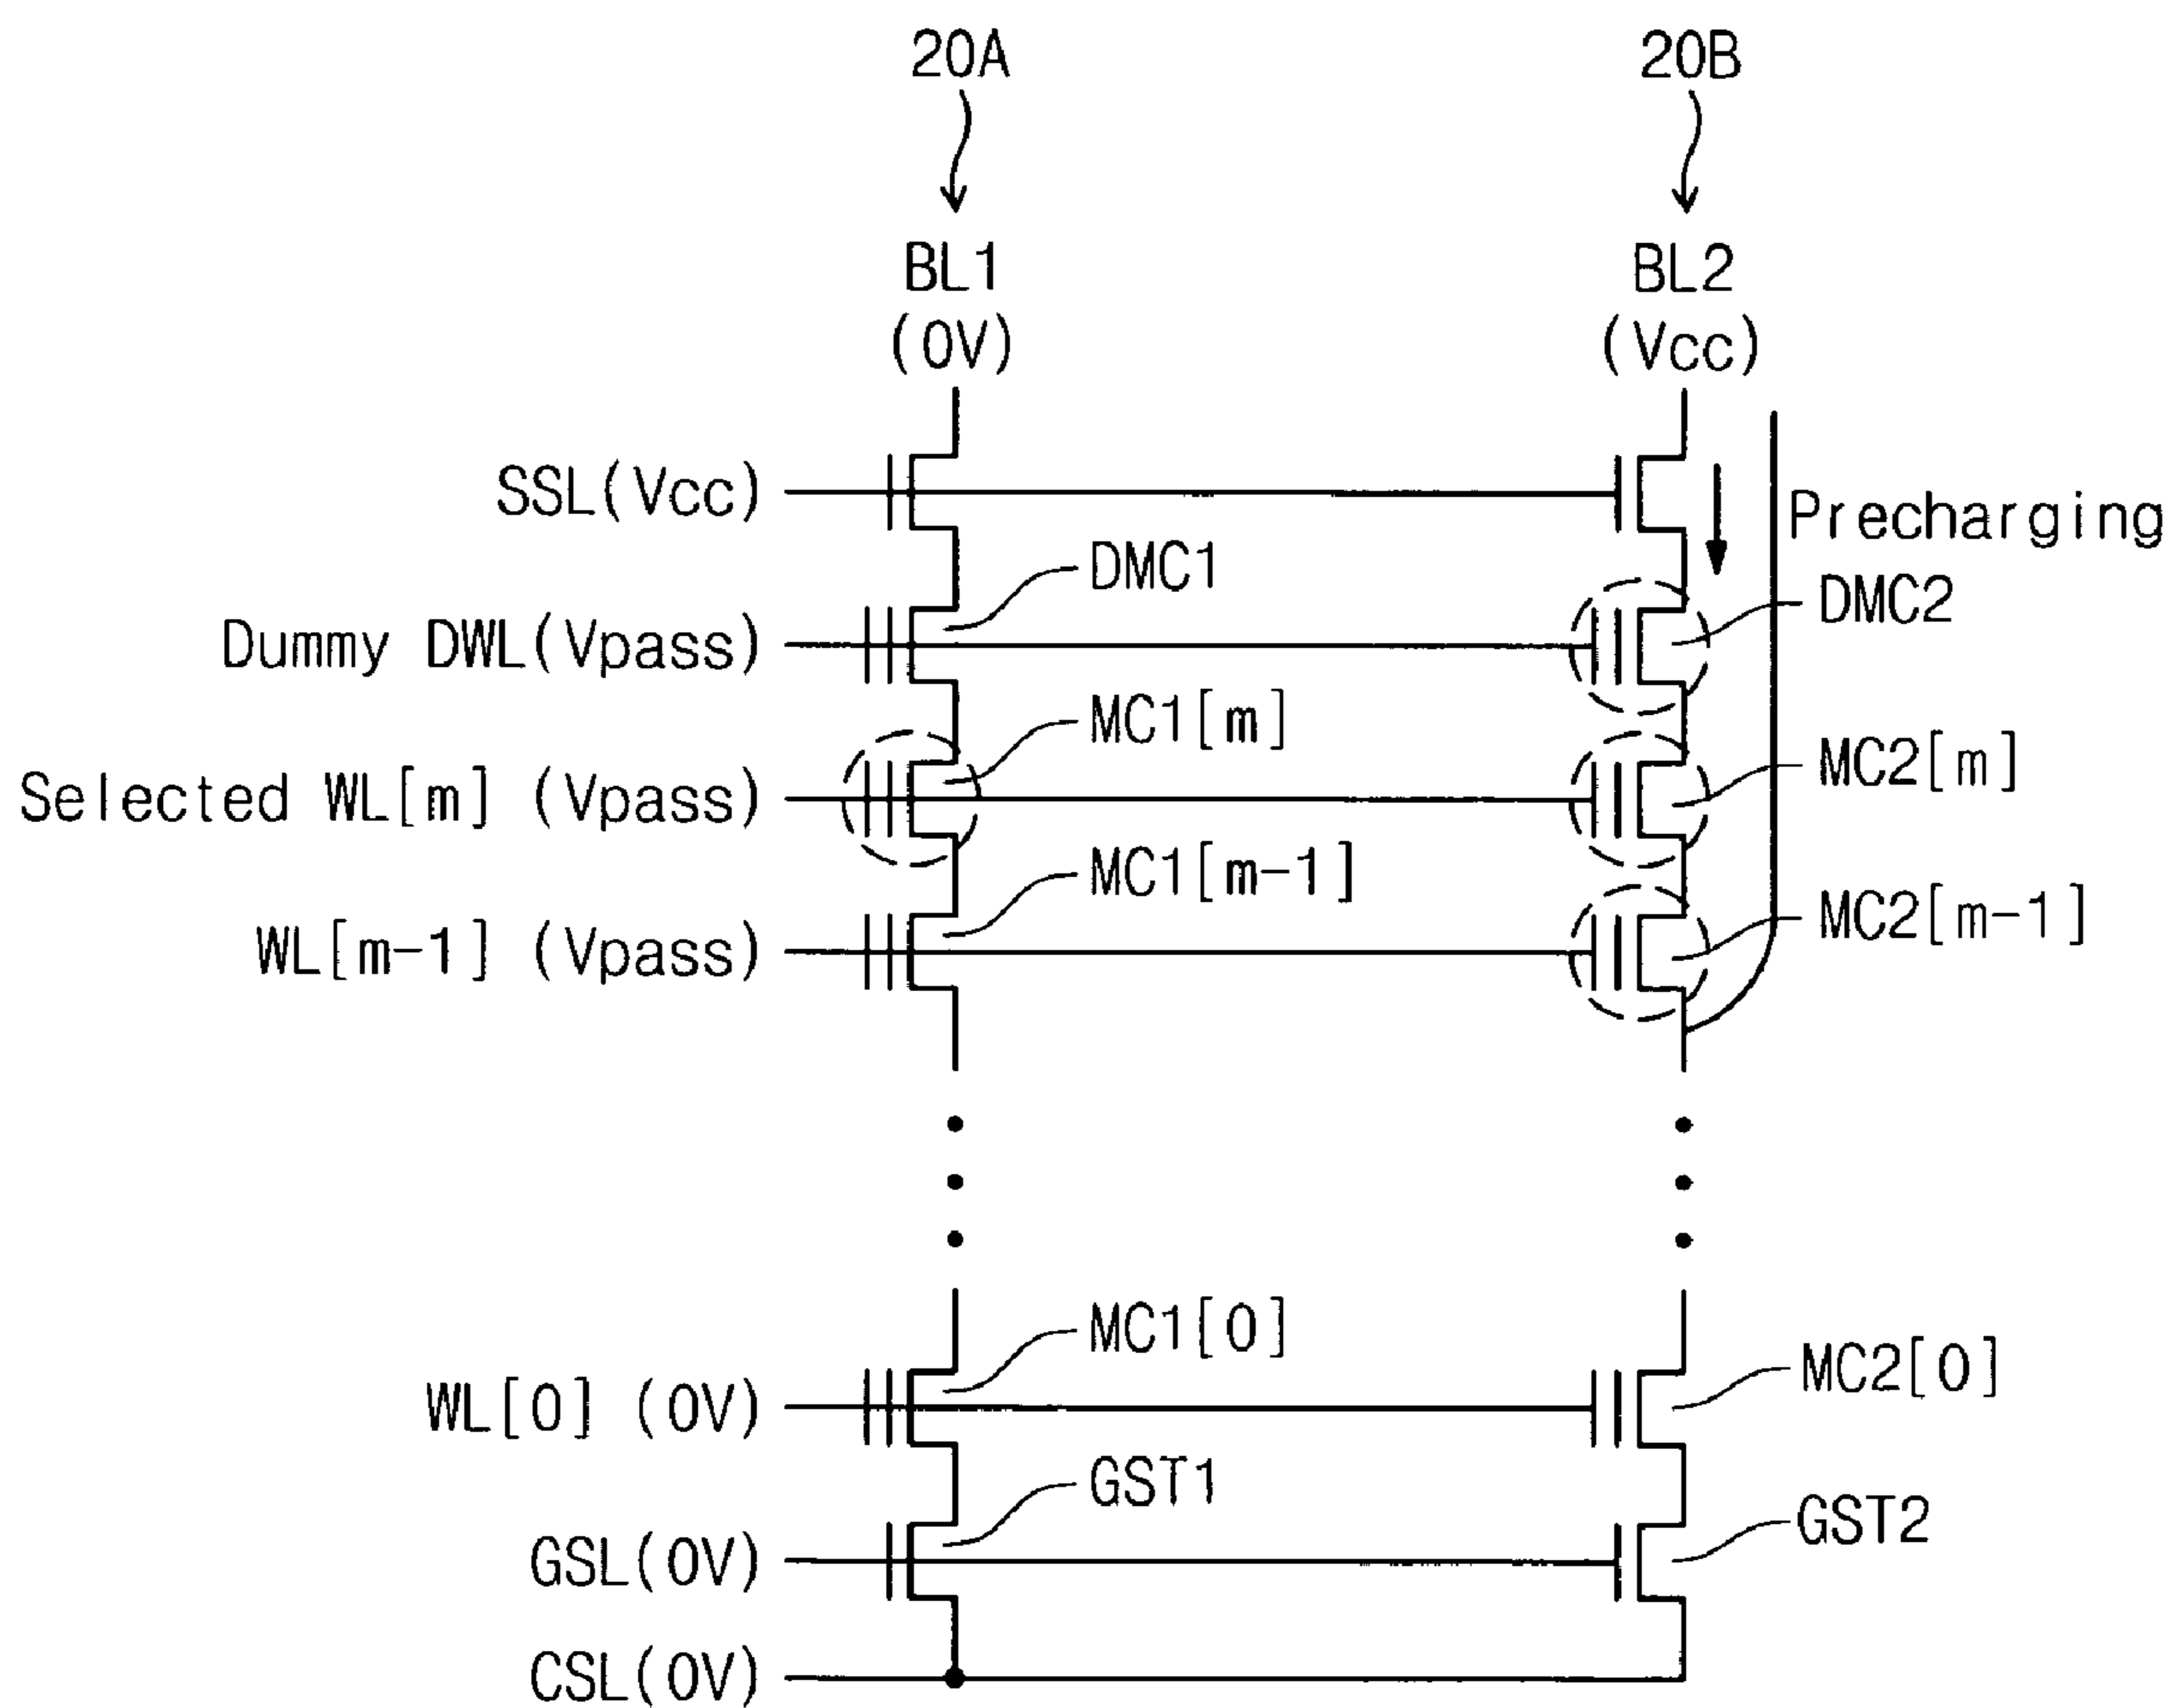 20A
20B
BL1
(0V)
BL2
(Vcc)
SSL(Vcc)
Precharging
DMC1
DMC2
Dummy DWL(Vpass)
MC1[m]
MC2[m]
Selected WL[m] (Vpass)
MC1[m-1]
MC2[m-1]
WL[m-1] (Vpass)
MC1[0]
MC2[0]
WL[0] (0V)
GST1
GST2
GSL(0V)
CSL(0V)